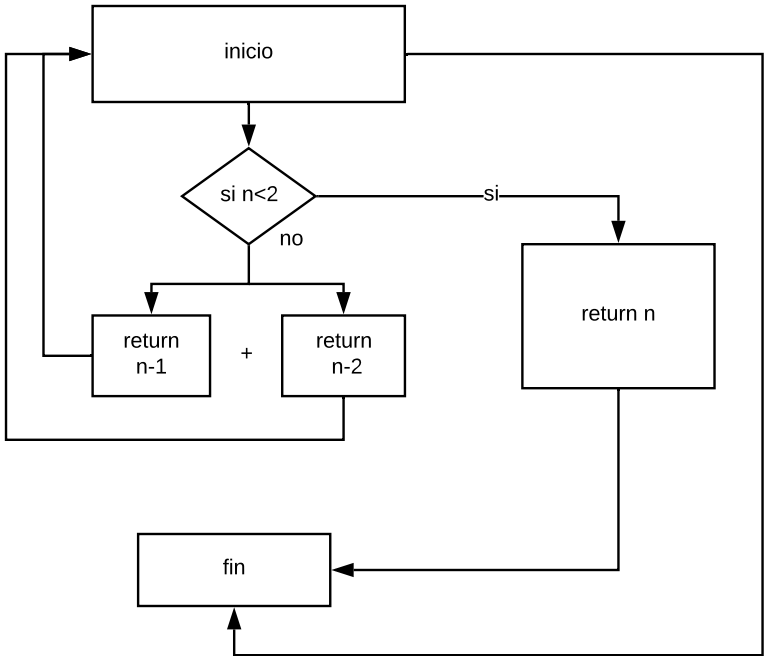 inicio
si n<2
si
no
return
n-1
+
return
n-2
return n
fin